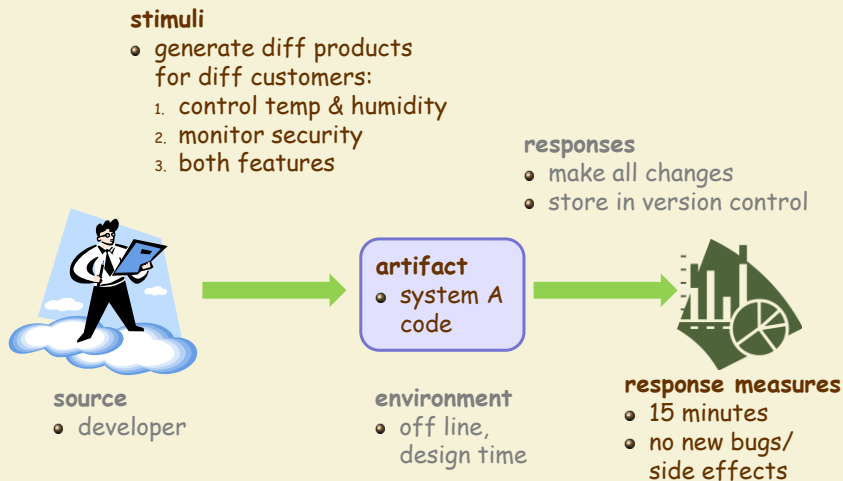 stimuli
generate diff products
for diff customers:
1. control temp & humidity
2. monitor security
3. both features
responses
make all changes
store in version control
artifact
system A
code
source
developer
environment
off line,
design time
response measures
15 minutes
no new bugs/
side effects